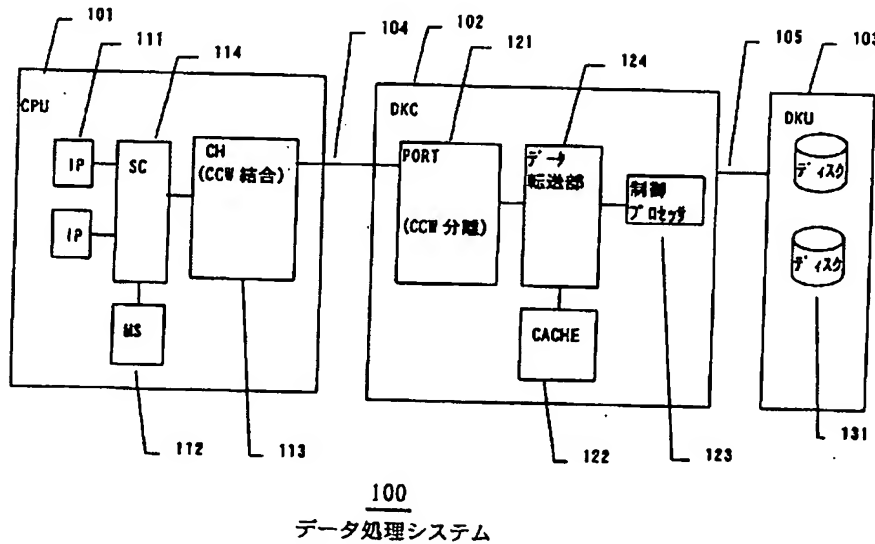 101
111
114
104
102
121
124
105
103
CPU
IP
IP
SC
CH
(CCW 結合)
MS
DKC
PORT
(CCW 分離)
データ
転送部
制御
プロセッサ
CACHE
DKU
ディスク
ディスク
112
113
122
123
131
100
データ処理システム